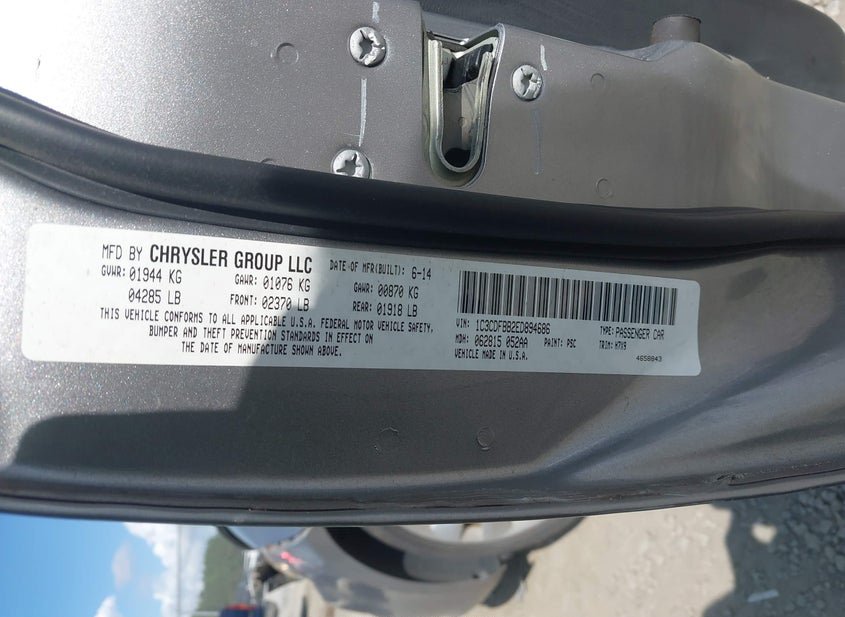 MFD BY CHRYSLER GROUP LLC
DATE OF MFR(BUILT): 6-14
GVWR: 01944 KG
04285 LB
GAWR: 01076 KG
FRONT: 02370 LB
GAWR: 00870 KG
REAR: 01918 LB
THIS VEHICLE CONFORMS TO ALL APPLICABLE U.S.A. FEDERAL MOTOR VEHICLE SAFETY,
BUMPER AND THEFT PREVENTION STANDARDS IN EFFECT ON
THE DATE OF MANUFACTURE SHOWN ABOVE.
VIN: 1C3CDFBB2ED894686
TYPE: PASSENGER CAR
MDH: 062815 052AA
PAINT: PSC
TRIM: H7X9
VEHICLE MADE IN U.S.A.
4658843